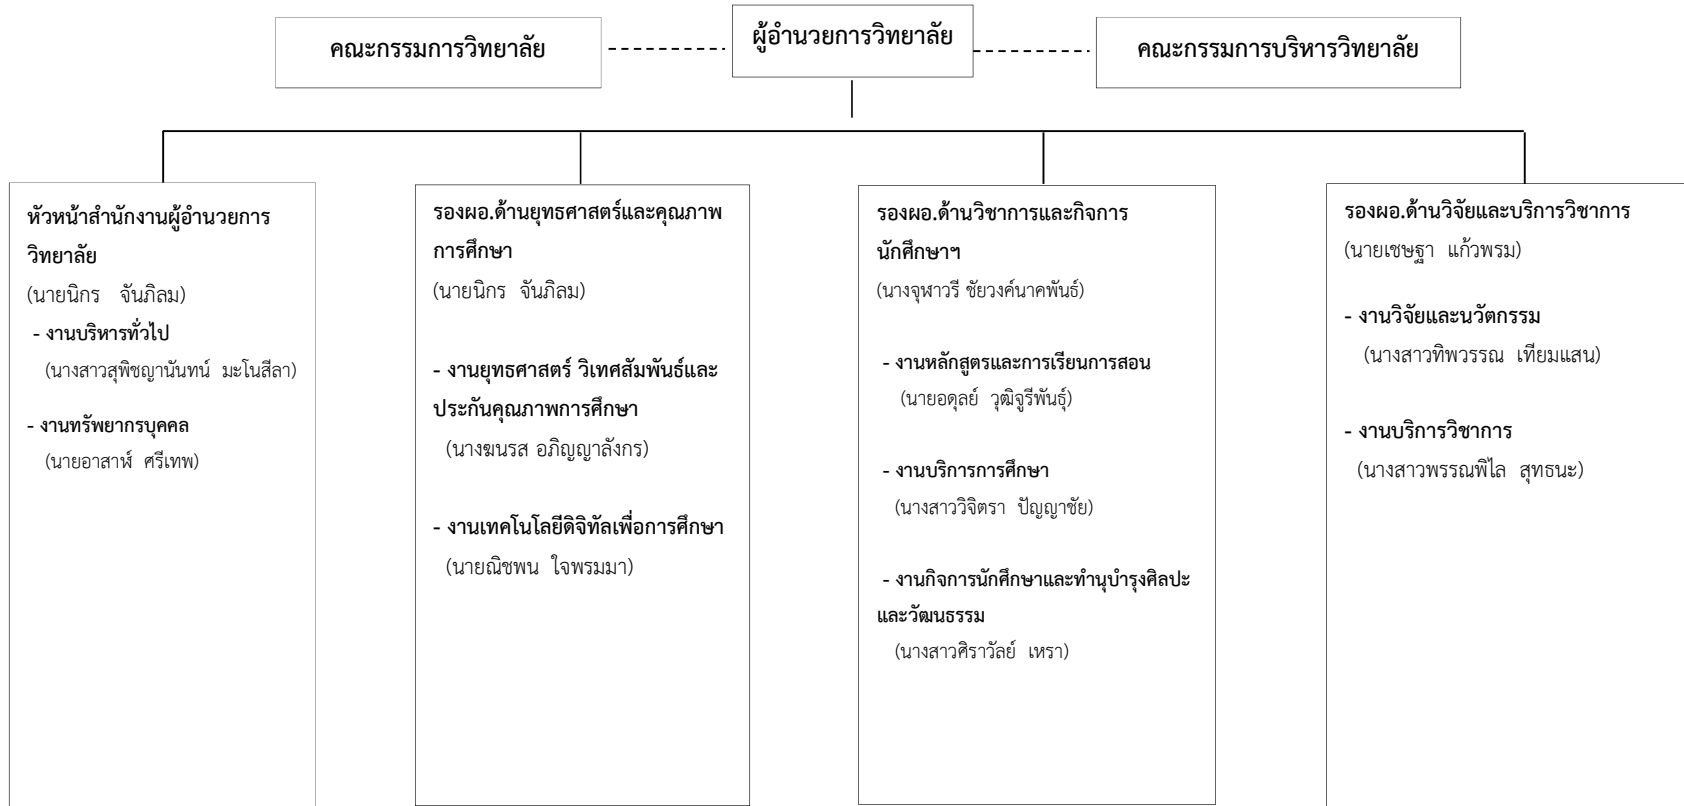 คณะกรรมการวิทยาลัย
ผู้อำนวยการวิทยาลัย
คณะกรรมการบริหารวิทยาลัย
หัวหน้าสำนักงานผู้อำนวยการ
วิทยาลัย
(นายนิกร จันภิลม)
- งานบริหารทั่วไป
(นางสาวสุพิชญานันทน์ มะโนสีลา)
- งานทรัพยากรบุคคล
(นายอาสาฬ์ ศรีเทพ)
รองผอ.ด้านยุทธศาสตร์และคุณภาพ
การศึกษา
(นายนิกร จันภิลม)
- งานยุทธศาสตร์ วิเทศสัมพันธ์และ
ประกันคุณภาพการศึกษา
(นางฆนรส อภิญญาลังกร)
- งานเทคโนโลยีดิจิทัลเพื่อการศึกษา
(นายณิชพน ใจพรมมา)
รองผอ.ด้านวิชาการและกิจการ
นักศึกษาฯ
(นางจุฬาวรี ชัยวงค์นาคพันธ์)
- งานหลักสูตรและการเรียนการสอน
(นายอดุลย์ วุฒิจูรีพันธุ์)
- งานบริการการศึกษา
(นางสาววิจิตรา ปัญญาชัย)
- งานกิจการนักศึกษาและทำนุบำรุงศิลปะ
และวัฒนธรรม
(นางสาวศิราวัลย์ เหรา)
รองผอ.ด้านวิจัยและบริการวิชาการ
(นายเชษฐา แก้วพรม)
- งานวิจัยและนวัตกรรม
(นางสาวทิพวรรณ เทียมแสน)
- งานบริการวิชาการ
(นางสาวพรรณพิไล สุทธนะ)